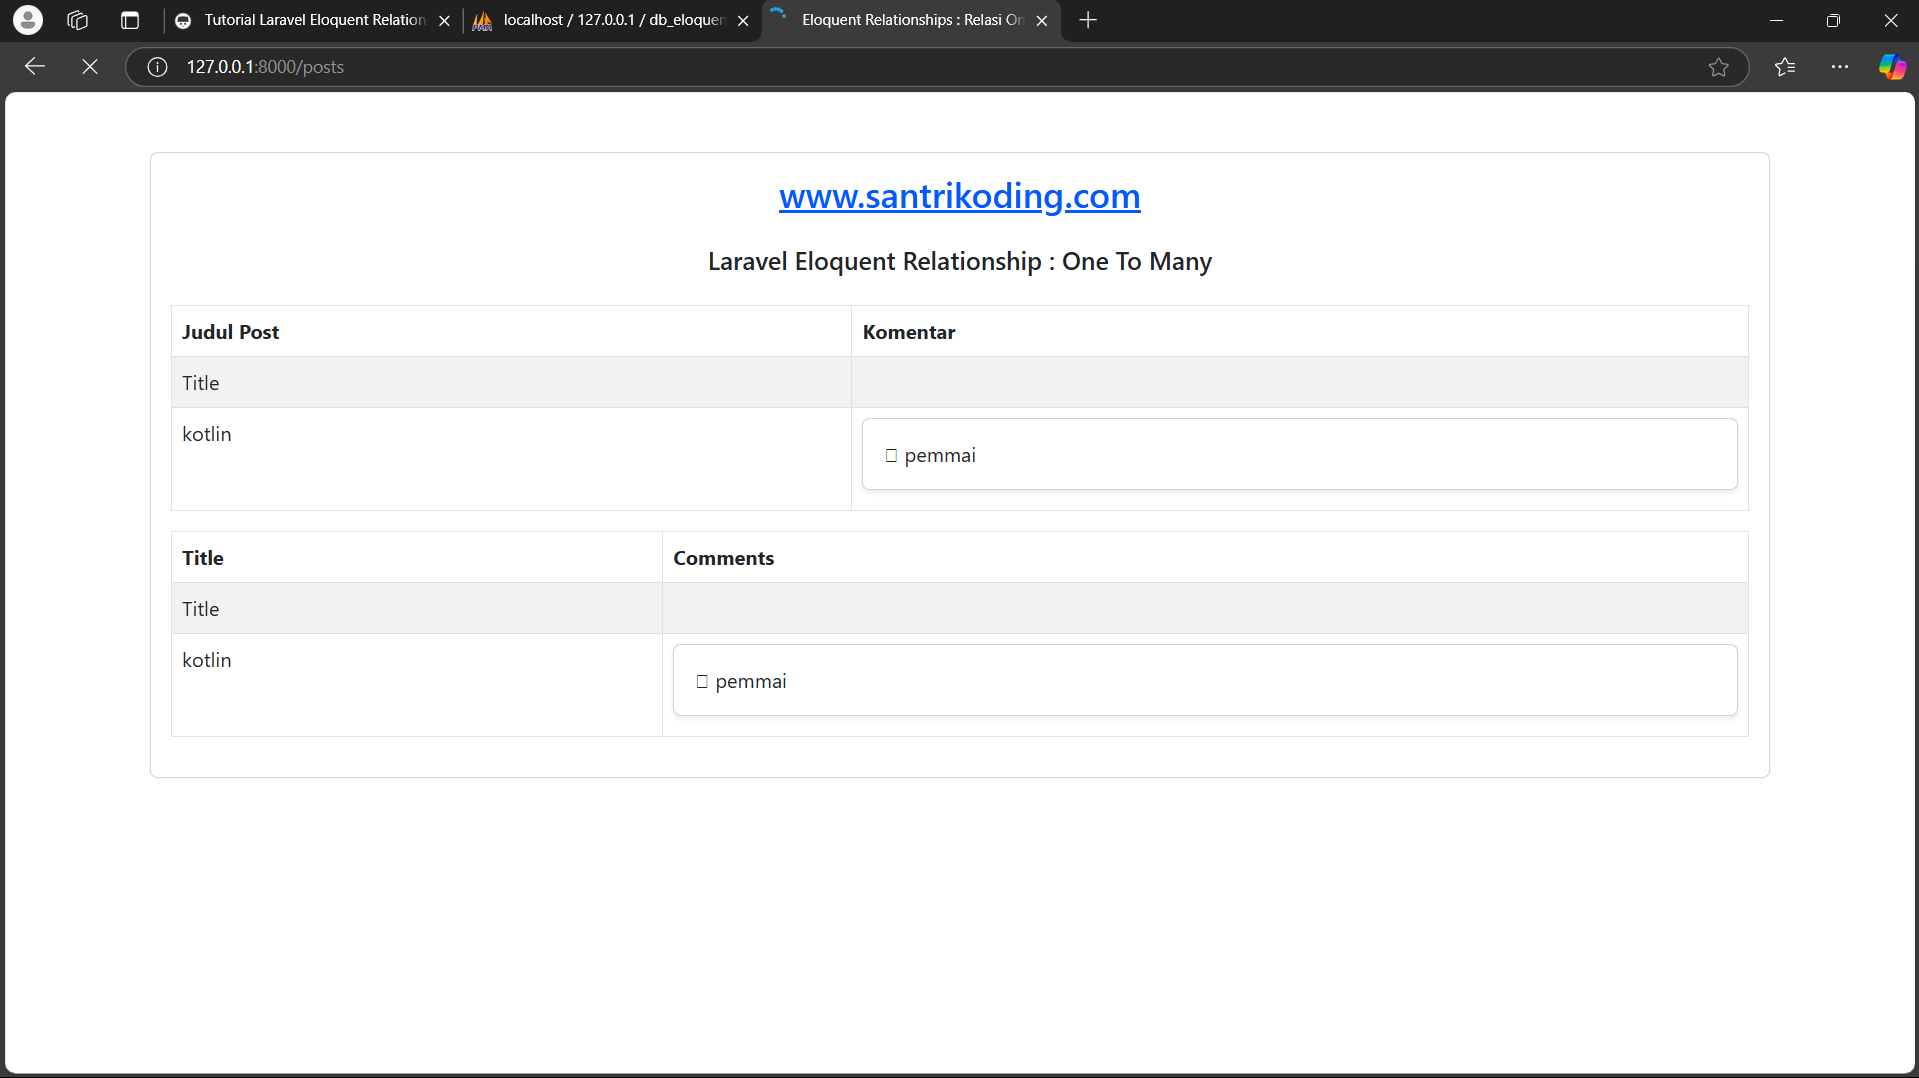 Tutorial Laravel Eloquent Relation
localhost / 127.0.0.1 / db_eloquen
Eloquent Relationships : Relasi On
127.0.0.1:8000/posts
www.santrikoding.com
Laravel Eloquent Relationship : One To Many
Judul Post Komentar
Title
kotlin
pemmai
Title Comments
Title
kotlin
pemmai